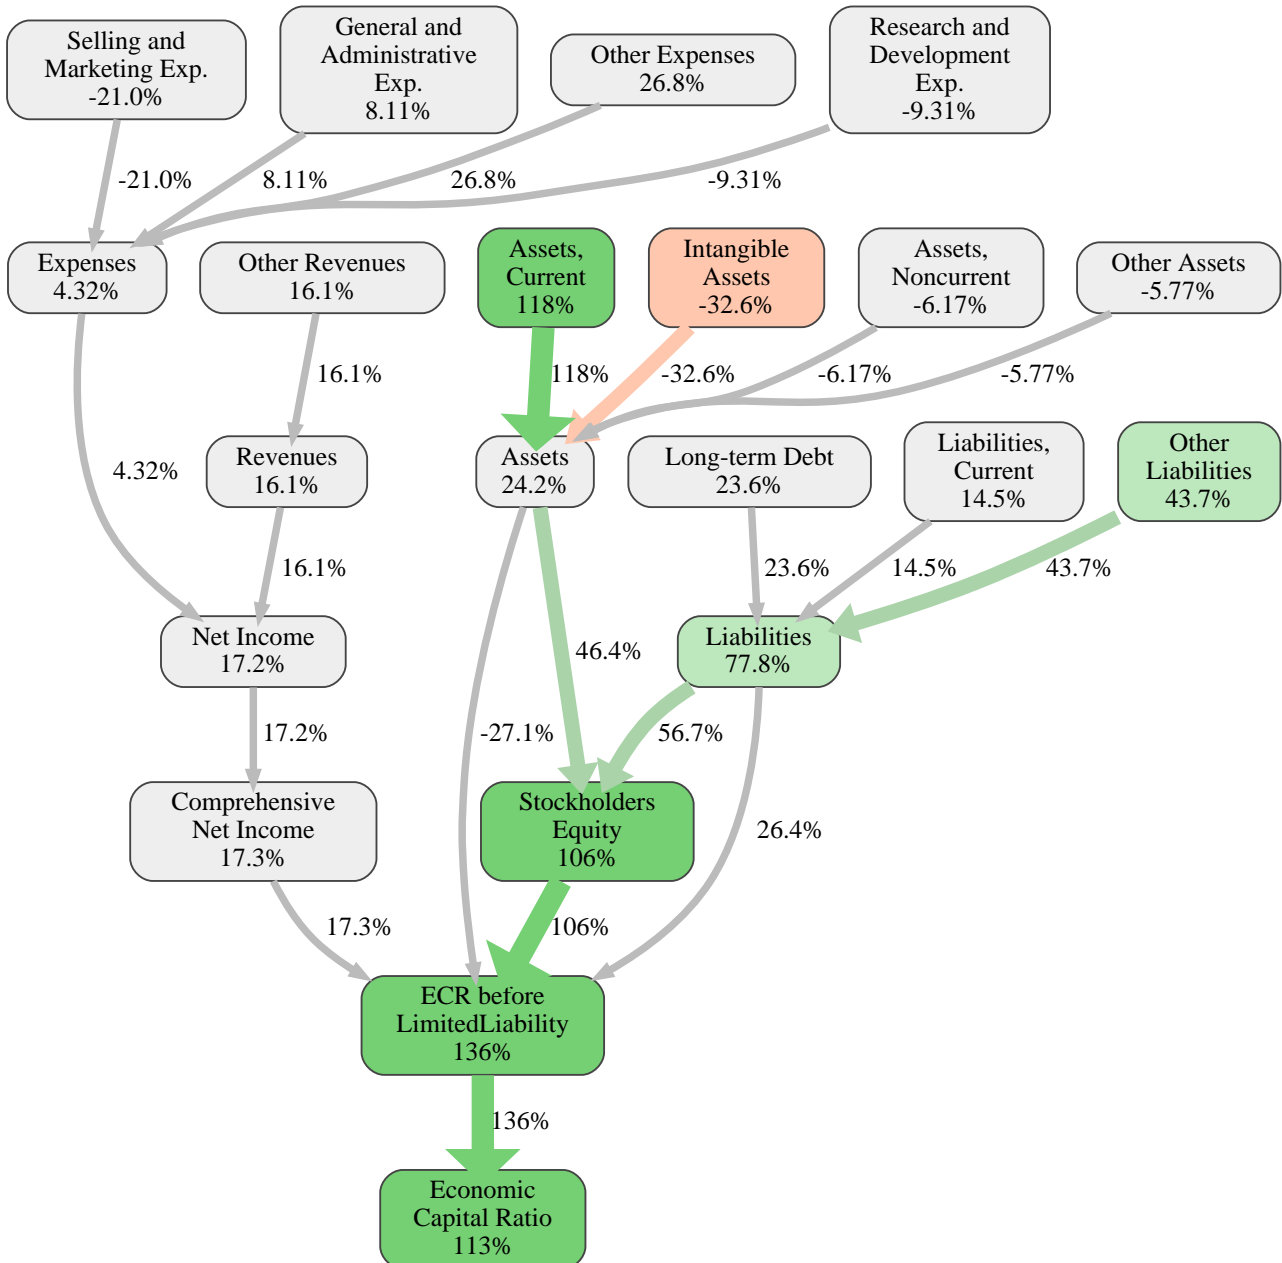 Selling and
Marketing Exp.
-21.0%
General and
Administrative
Exp.
8.11%
Other Expenses
26.8%
Research and
Development
Exp.
-9.31%
-21.0%
8.11%
26.8%
-9.31%
Expenses
4.32%
Other Revenues
16.1%
Assets,
Current
118%
Intangible
Assets
-32.6%
Assets,
Noncurrent
-6.17%
Other Assets
-5.77%
16.1%
118%
-32.6%
-6.17%
-5.77%
4.32%
Revenues
16.1%
Assets
24.2%
Long-term Debt
23.6%
Liabilities,
Current
14.5%
Other
Liabilities
43.7%
16.1%
23.6%
14.5%
43.7%
Net Income
17.2%
46.4%
Liabilities
77.8%
17.2%
-27.1%
56.7%
Comprehensive
Net Income
17.3%
Stockholders
Equity
106%
26.4%
17.3%
106%
ECR before
LimitedLiability
136%
136%
Economic
Capital Ratio
113%